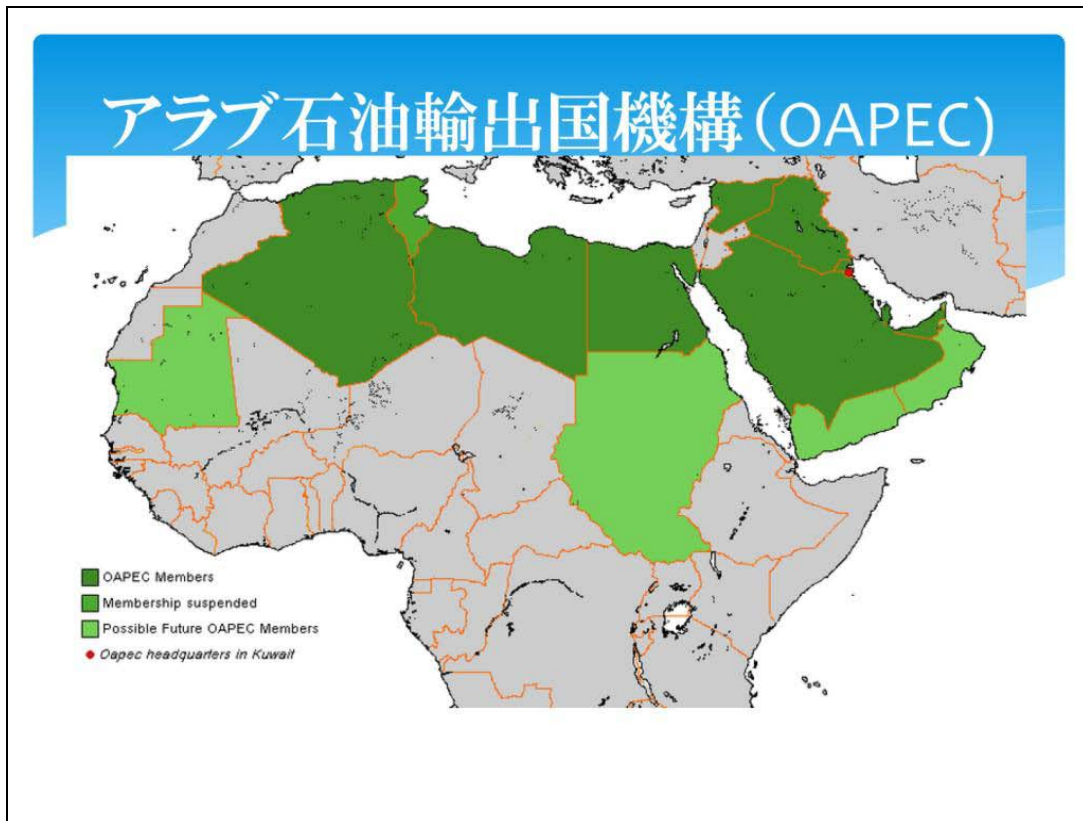 アラブ石油輸出国機構(OAPEC)
OAPEC Members
Membership suspended
Possible Future OAPEC Members
Oapec headquarters in Kuwait